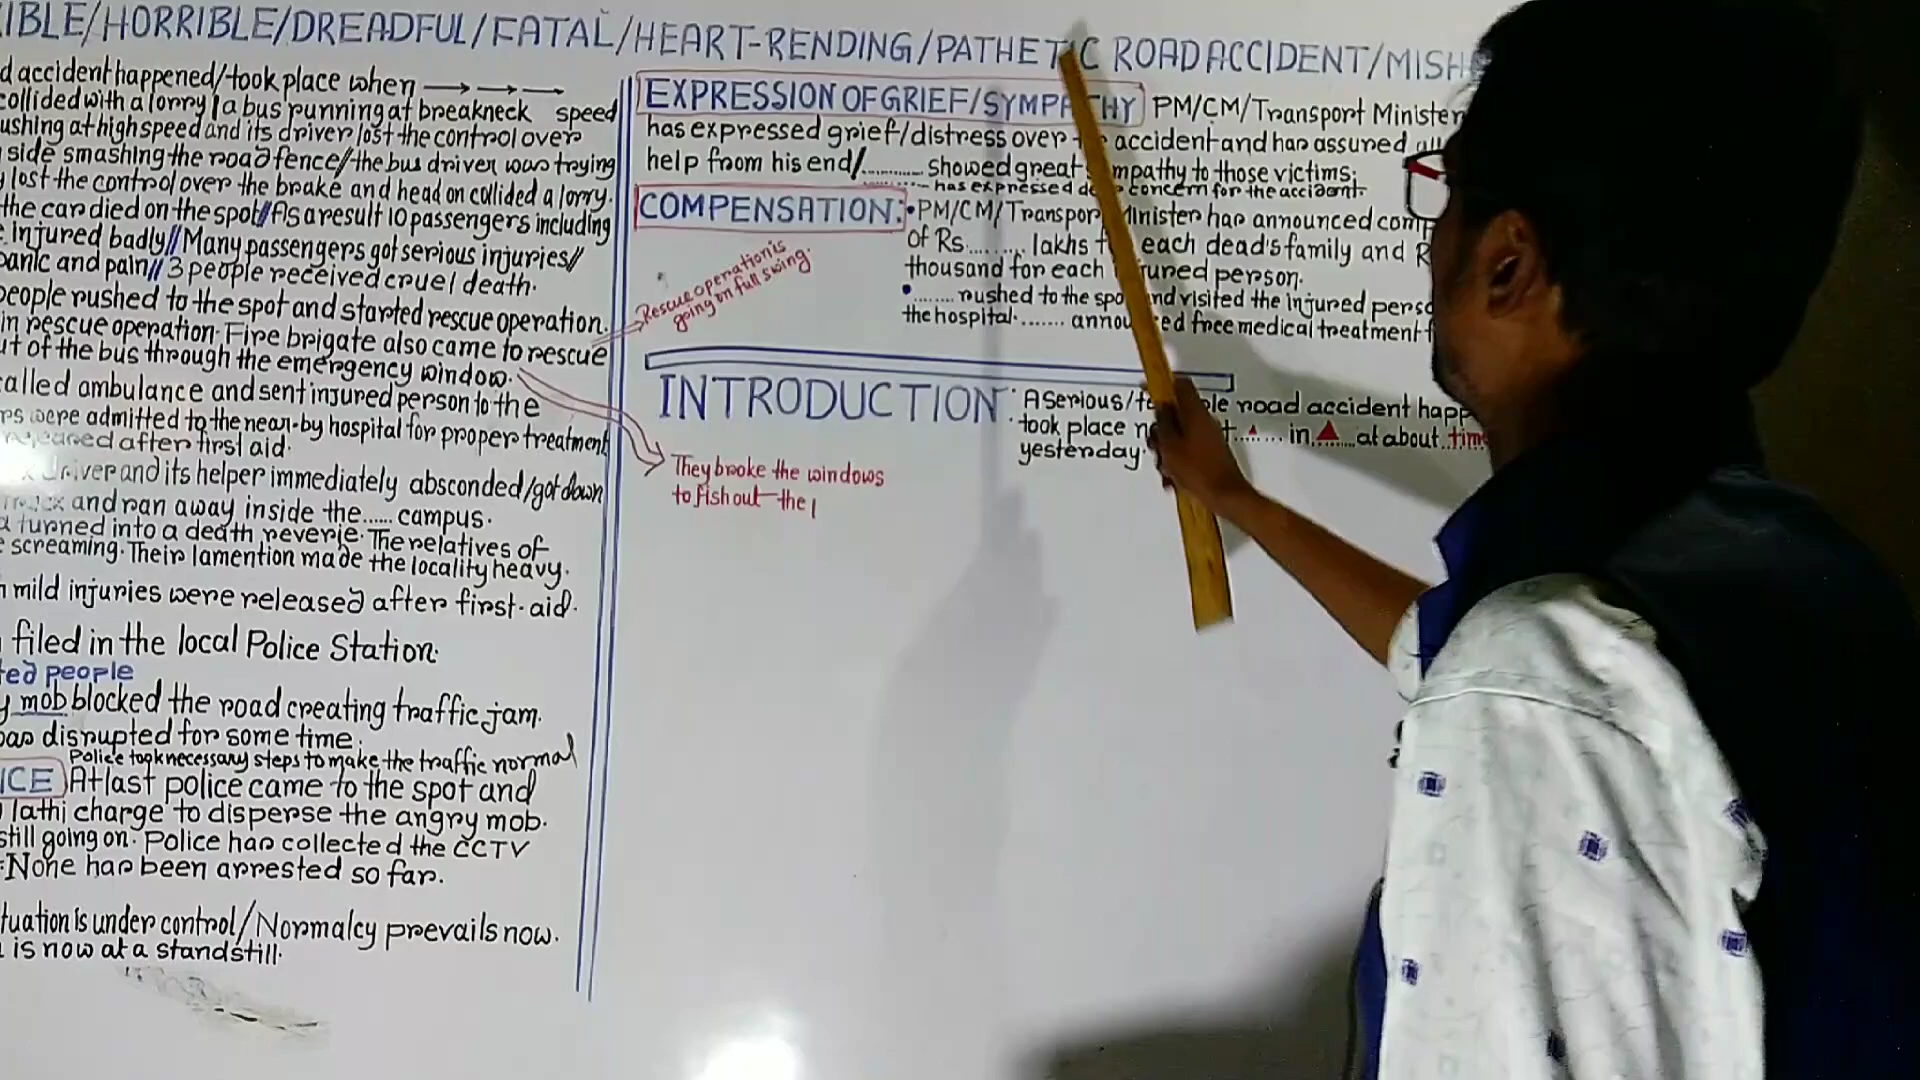 IBLE/HORRIBLE/DREADFUL/FATAL/HEART-RENDING/PATHETIC ROAD ACCIDENT/MISH
d accident happened/took place when
collided with a lorry/a bus running at breakneck speed
ushing at high speed and its driver lost the control over
side smashing the road fence//the bus driver was trying
lost the control over the brake and head on collided a lorry.
the car died on the spot//As a result 10 passengers including
injured badly//Many passengers got serious injuries//
panic and pain//3 people received cruel death.
people rushed to the spot and started rescue operation.
in rescue operation. Fire brigate also came to rescue
ut of the bus through the emergency window.
called ambulance and sent injured person to the
rs were admitted to the near-by hospital for proper treatment
released after first aid.
driver and its helper immediately absconded/got down
and ran away inside the...... campus.
turned into a death reverie. The relatives of
screaming. Their lamention made the locality heavy.
mild injuries were released after first-aid.
filed in the local Police Station.
ted people
y mob blocked the road creating traffic jam.
was disrupted for some time.
Police took necessary steps to make the traffic normal
ICE At last police came to the spot and
lathi charge to disperse the angry mob.
still going on. Police has collected the CCTV
None has been arrested so far.
tuation is under control/Normalcy prevails now.
is now at a standstill.
Rescue operation is
going on full swing.
They broke the windows
to fish out the
EXPRESSION OF GRIEF/SYMPATHY PM/CM/Transport Minister
has expressed grief/distress over accident and has assured all
help from his end/.......... showed great sympathy to those victims;
has expressed concern for the accident.
COMPENSATION: •PM/CM/Transport Minister has announced comp
of Rs......... lakhs each dead's family and R
thousand for each injured person.
•........ rushed to the spot and visited the injured perso
the hospital....... announced free medical treatment f
INTRODUCTION: A Serious/ road accident happ
took place in at about time
yesterday.